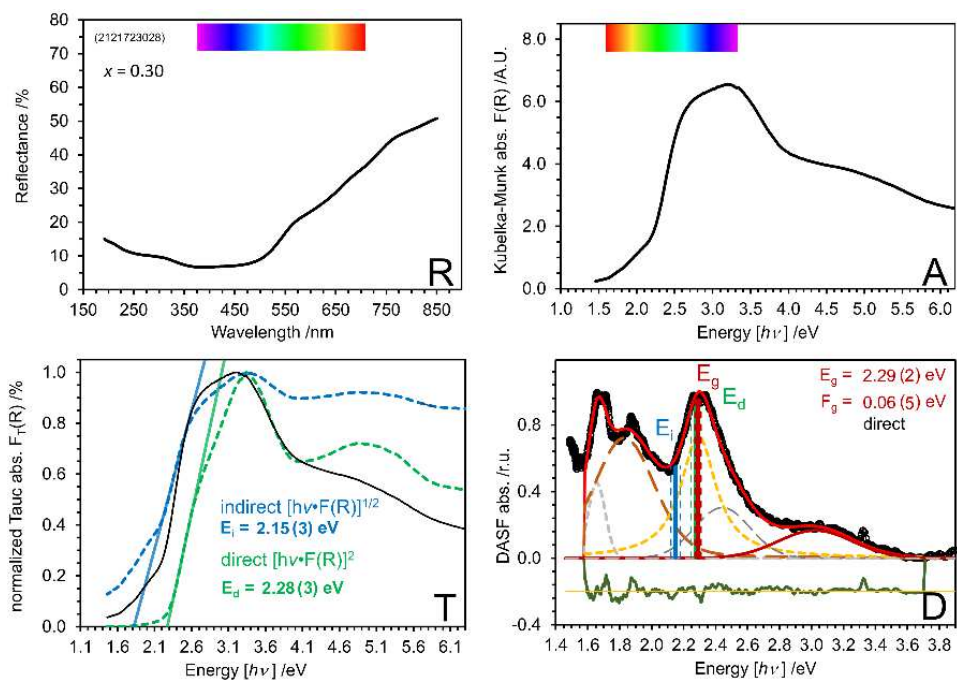 80
70
60
50
40
30
20
10
0
Reflectance /%
(2121723028)
x = 0.30
R
150 250 350 450 550 650 750 850
Wavelength /nm
8.0
6.0
4.0
2.0
0.0
Kubelka-Munk abs. F(R) /A.U.
A
1.0 1.5 2.0 2.5 3.0 3.5 4.0 4.5 5.0 5.5 6.0
Energy [hν] /eV
1.0
0.8
0.6
0.4
0.2
0.0
normalized Tauc abs. FT(R) /%
indirect [hν•F(R)]1/2
Ei = 2.15 (3) eV
direct [hν•F(R)]2
Ed = 2.28 (3) eV
T
1.1 1.6 2.1 2.6 3.1 3.6 4.1 4.6 5.1 5.6 6.1
Energy [hν] /eV
0.8
0.4
0.0
-0.4
DASF abs. /r.u.
Eg
Ed
Ei
Eg = 2.29 (2) eV
Fg = 0.06 (5) eV
direct
D
1.4 1.6 1.8 2.0 2.2 2.4 2.6 2.8 3.0 3.2 3.4 3.6 3.8
Energy [hν] /eV